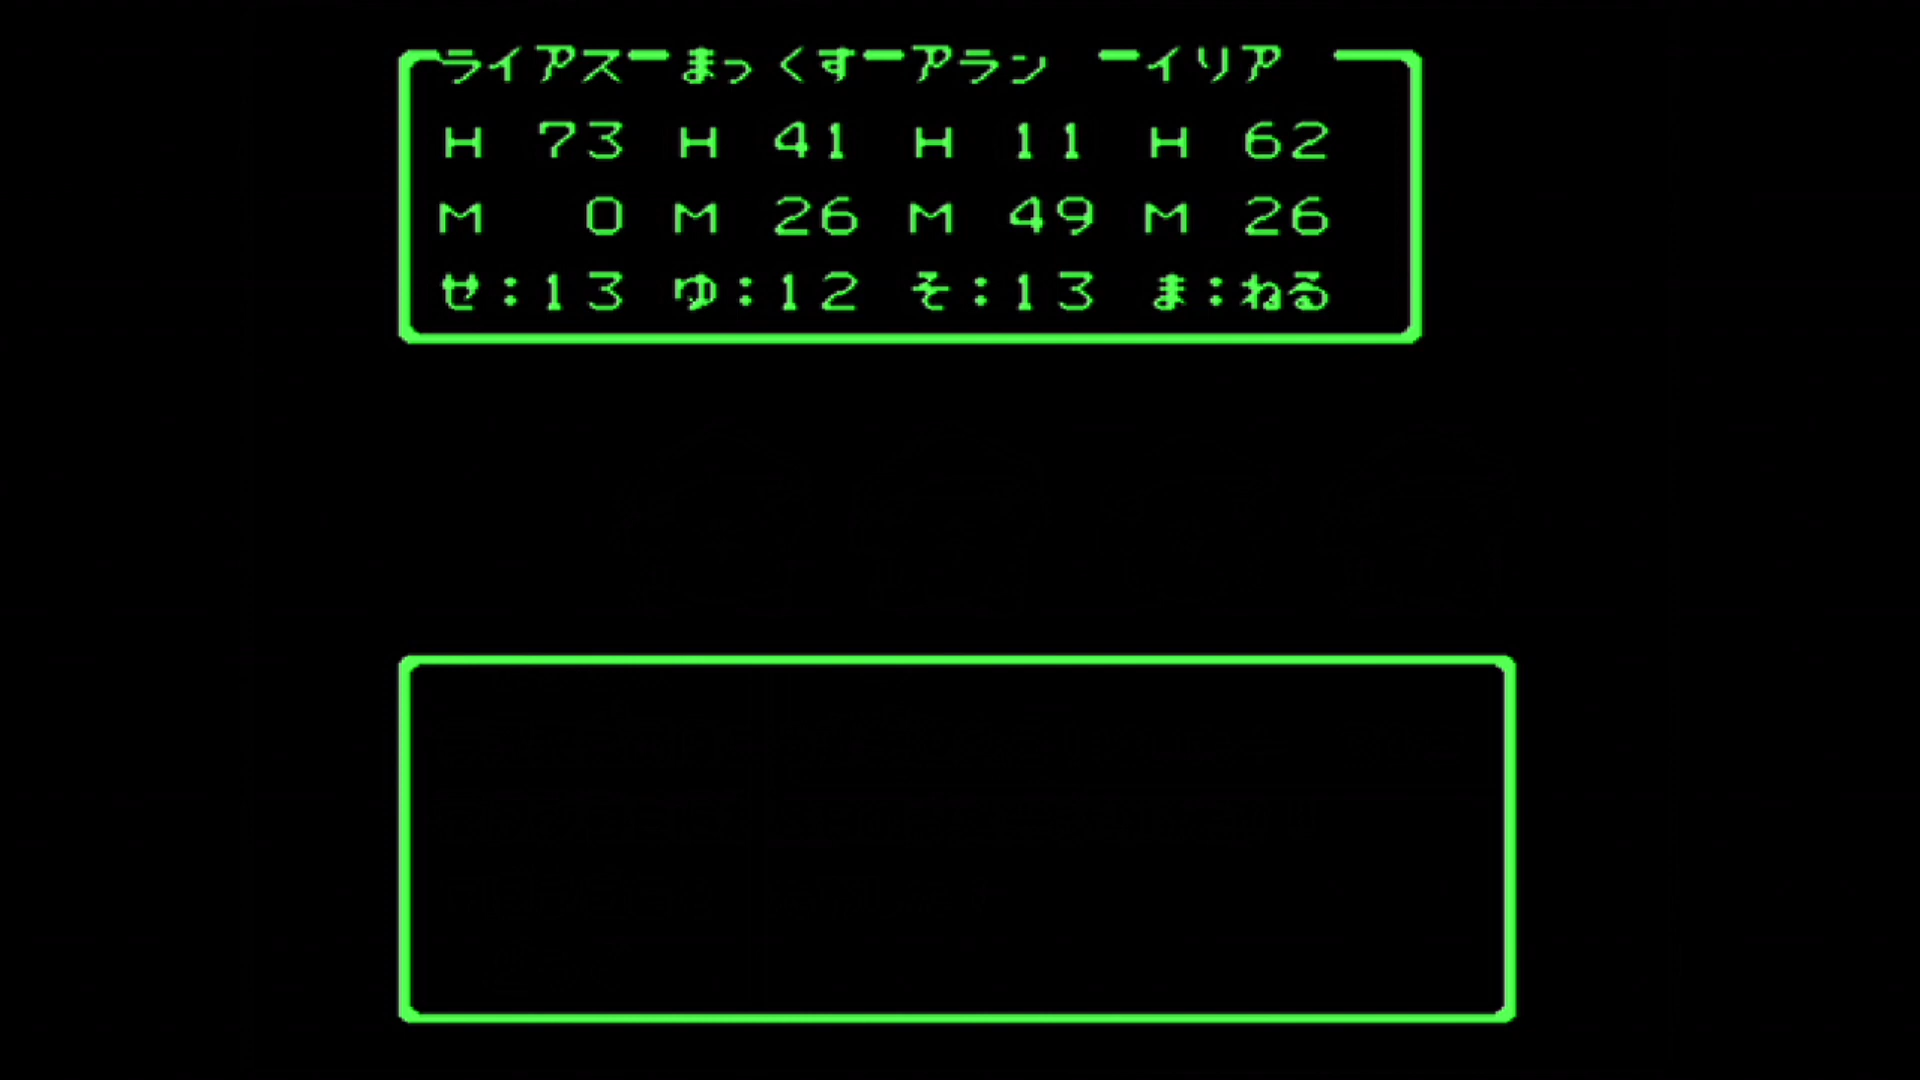 ライアス まっくす アラン イリア
H 73 H 41 H 11 H 62
M 0 M 26 M 49 M 26
せ:13 ゆ:12 そ:13 ま:ねる